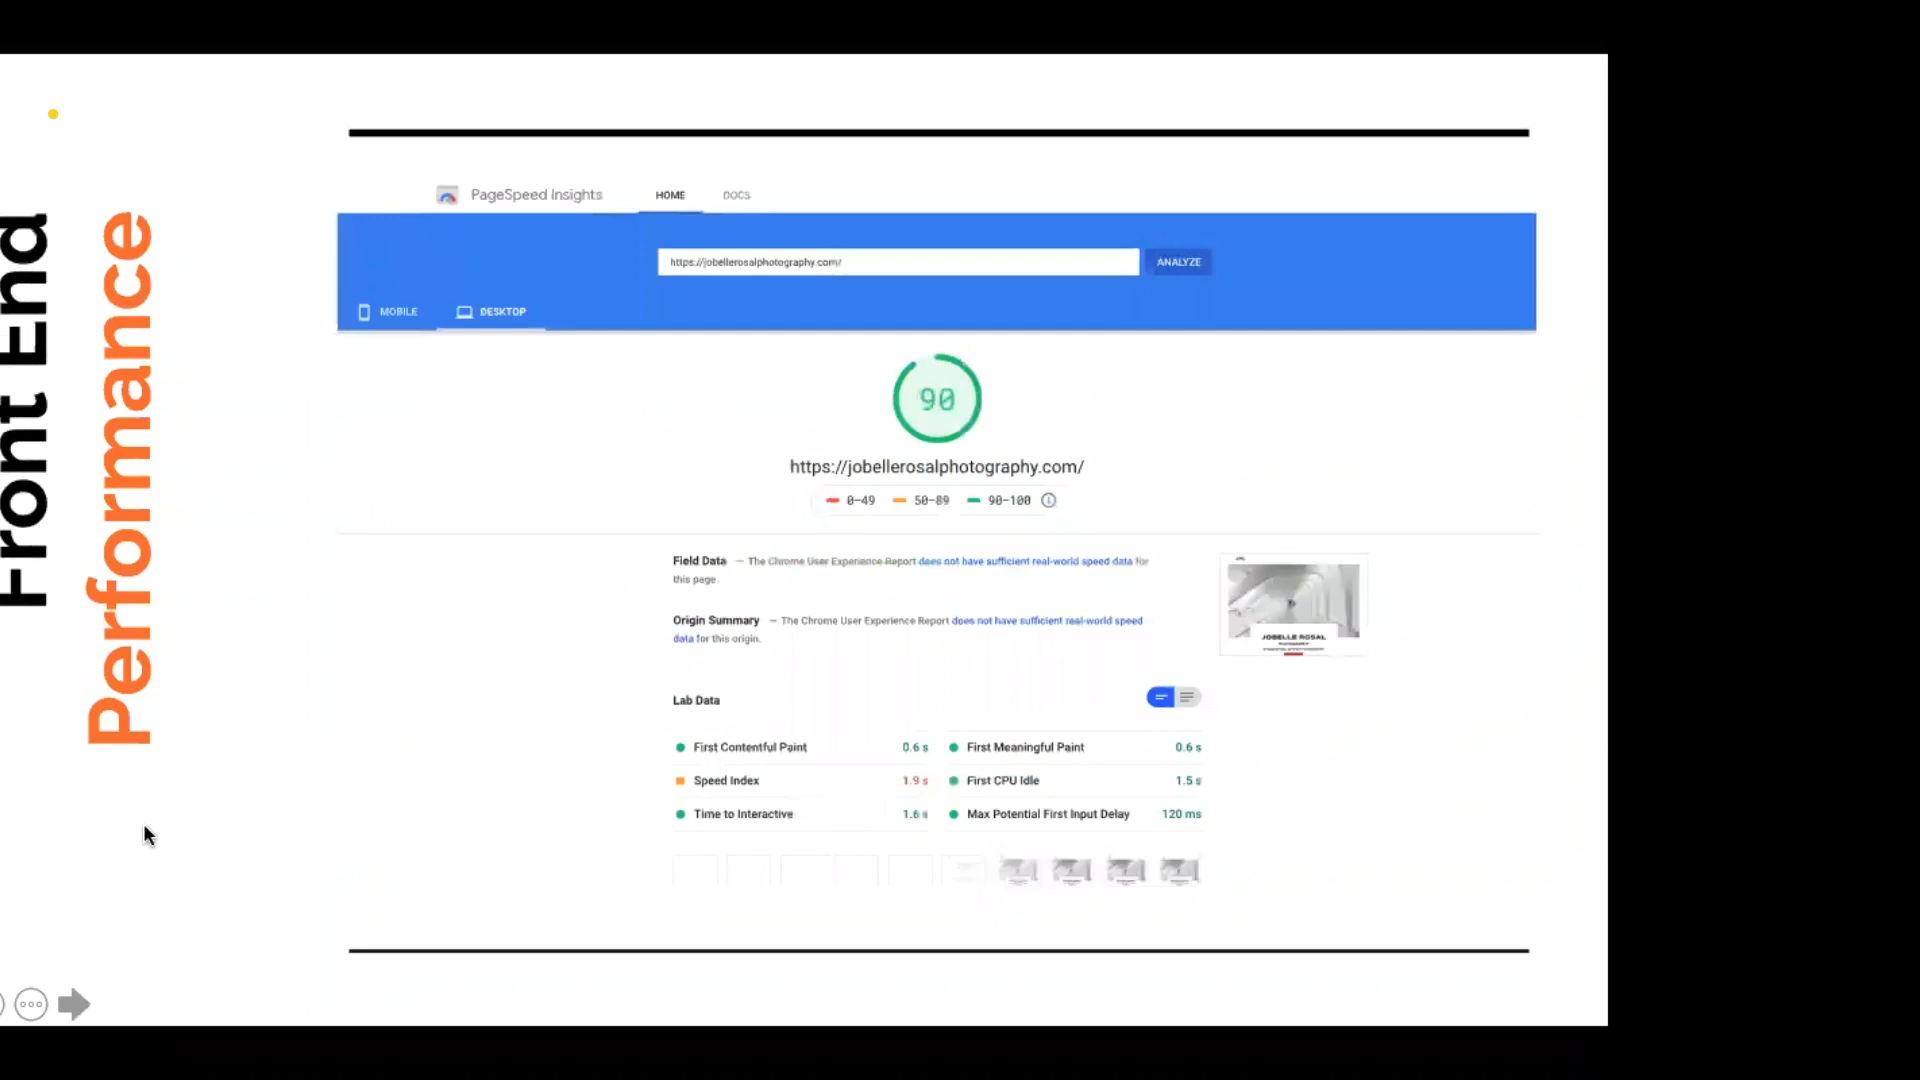 Front End
Performance
PageSpeed Insights
HOME
DOCS
https://jobellerosalphotography.com/
ANALYZE
MOBILE
DESKTOP
90
https://jobellerosalphotography.com/
0–49
50–89
90–100
Field Data — The Chrome User Experience Report does not have sufficient real-world speed data for
this page.
Origin Summary — The Chrome User Experience Report does not have sufficient real-world speed
data for this origin.
JOBELLE ROSAL
Lab Data
First Contentful Paint 0.6 s
First Meaningful Paint 0.6 s
Speed Index 1.9 s
First CPU Idle 1.5 s
Time to Interactive 1.6 s
Max Potential First Input Delay 120 ms